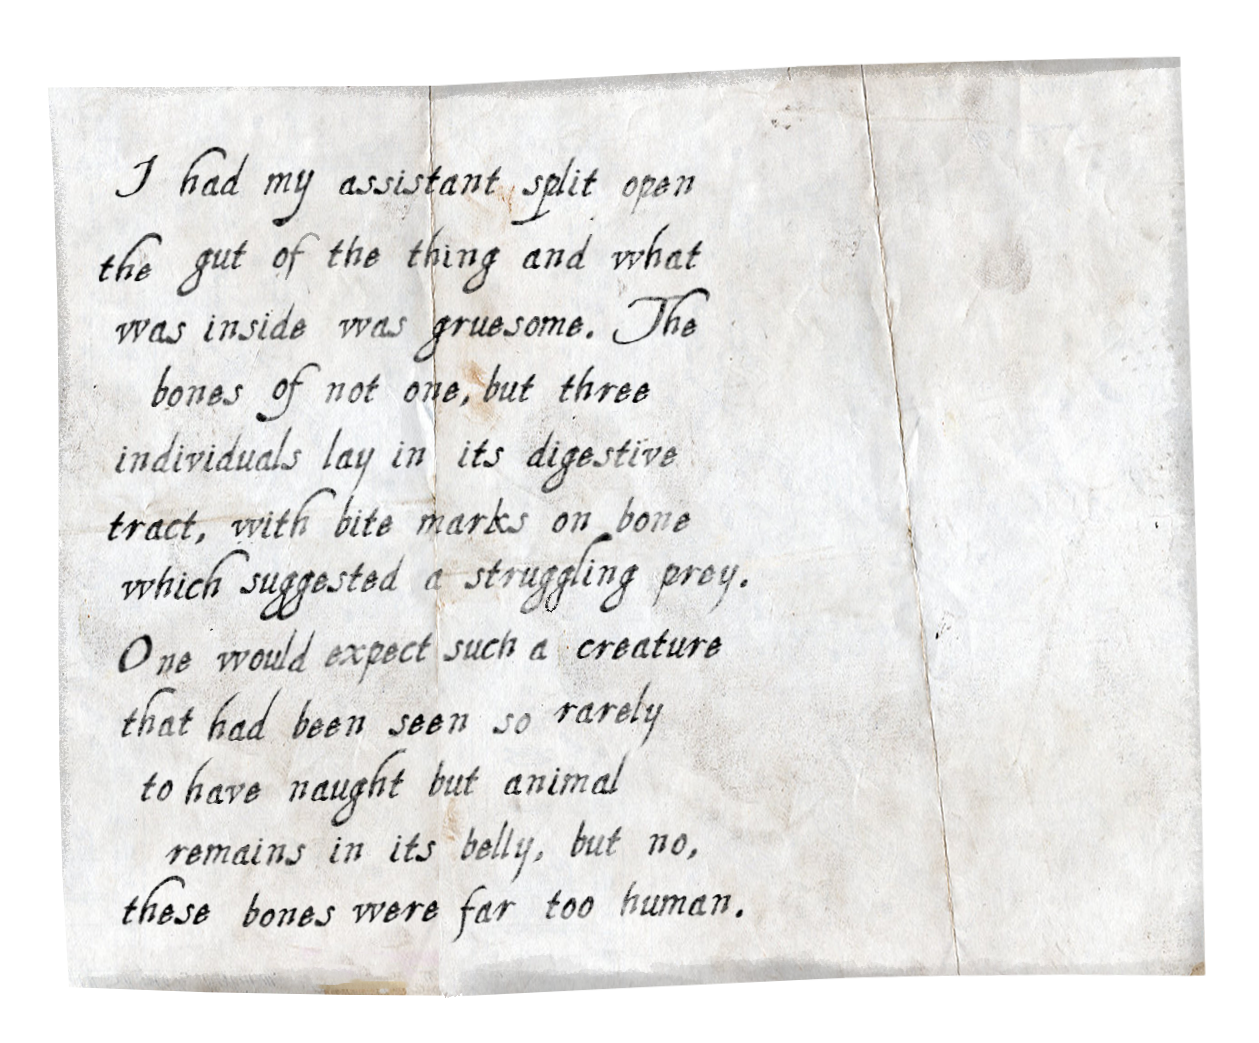 I had my assistant split open
the gut of the thing and what
was inside was gruesome. The
bones of not one, but three
individuals lay in its digestive
tract, with bite marks on bone
which suggested a struggling prey.
One would expect such a creature
that had been seen so rarely
to have naught but animal
remains in its belly, but no,
these bones were far too human.